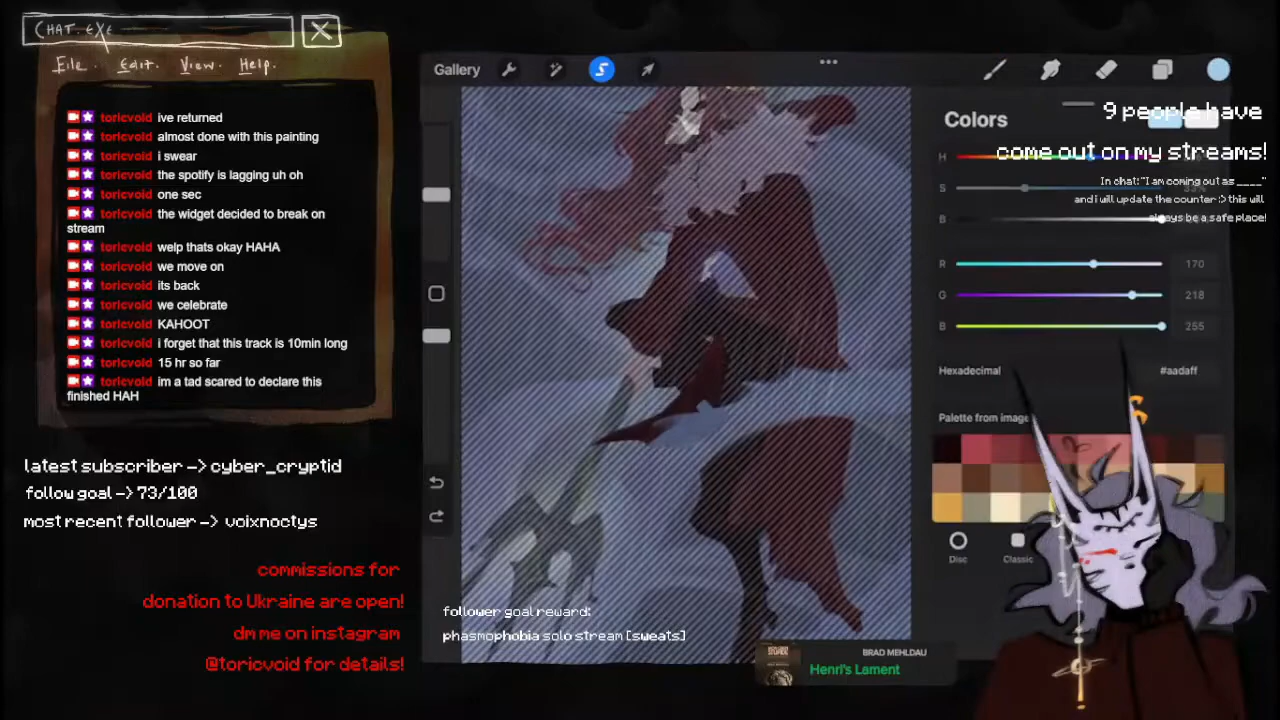 CHAT.EXE
File. Edit. View. Help.
toricvoid ive returned
toricvoid almost done with this painting
toricvoid i swear
toricvoid the spotify is lagging uh oh
toricvoid one sec
toricvoid the widget decided to break on
stream
toricvoid welp thats okay HAHA
toricvoid we move on
toricvoid its back
toricvoid we celebrate
toricvoid KAHOOT
toricvoid i forget that this track is 10min long
toricvoid 15 hr so far
toricvoid im a tad scared to declare this
finished HAH
latest subscriber -> cyber_cryptid
follow goal -> 73/100
most recent follower -> voixnoctys
commissions for
donation to Ukraine are open!
dm me on instagram
@toricvoid for details!
Gallery
follower goal reward:
phasmophobia solo stream [sweats]
BRAD MEHLDAU
Henri's Lament
Colors
9 people have
come out on my streams!
In chat: "I am coming out as ____"
and i will update the counter :> this will
always be a safe place!
H
S
B
R 170
G 218
B 255
Hexadecimal #aadaff
Palette from image
Disc Classic